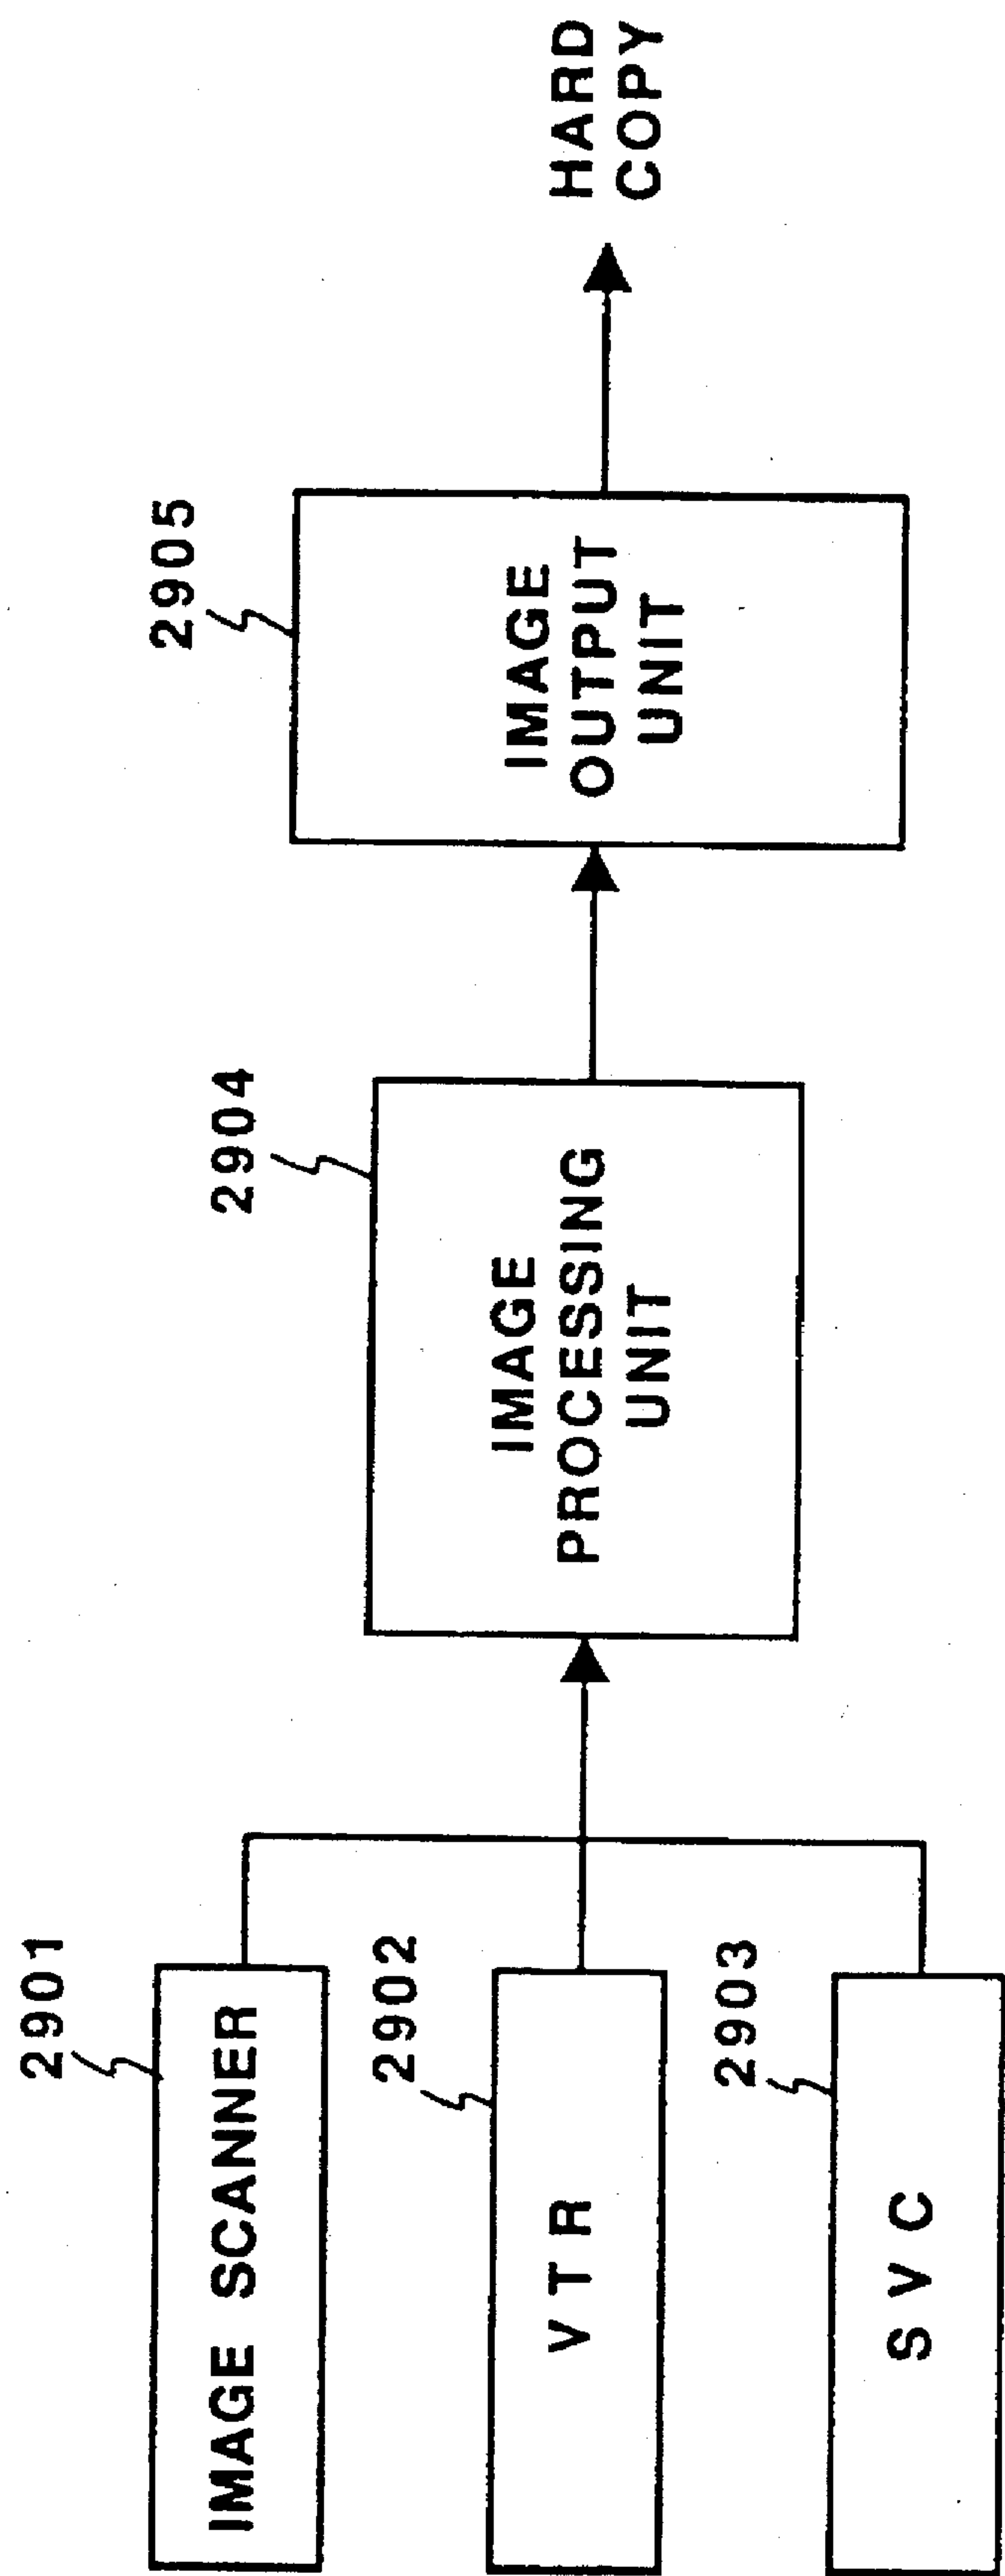 2901
IMAGE SCANNER
2902
VTR
2903
SVC
2904
IMAGE
PROCESSING
UNIT
2905
IMAGE
OUTPUT
UNIT
HARD
COPY